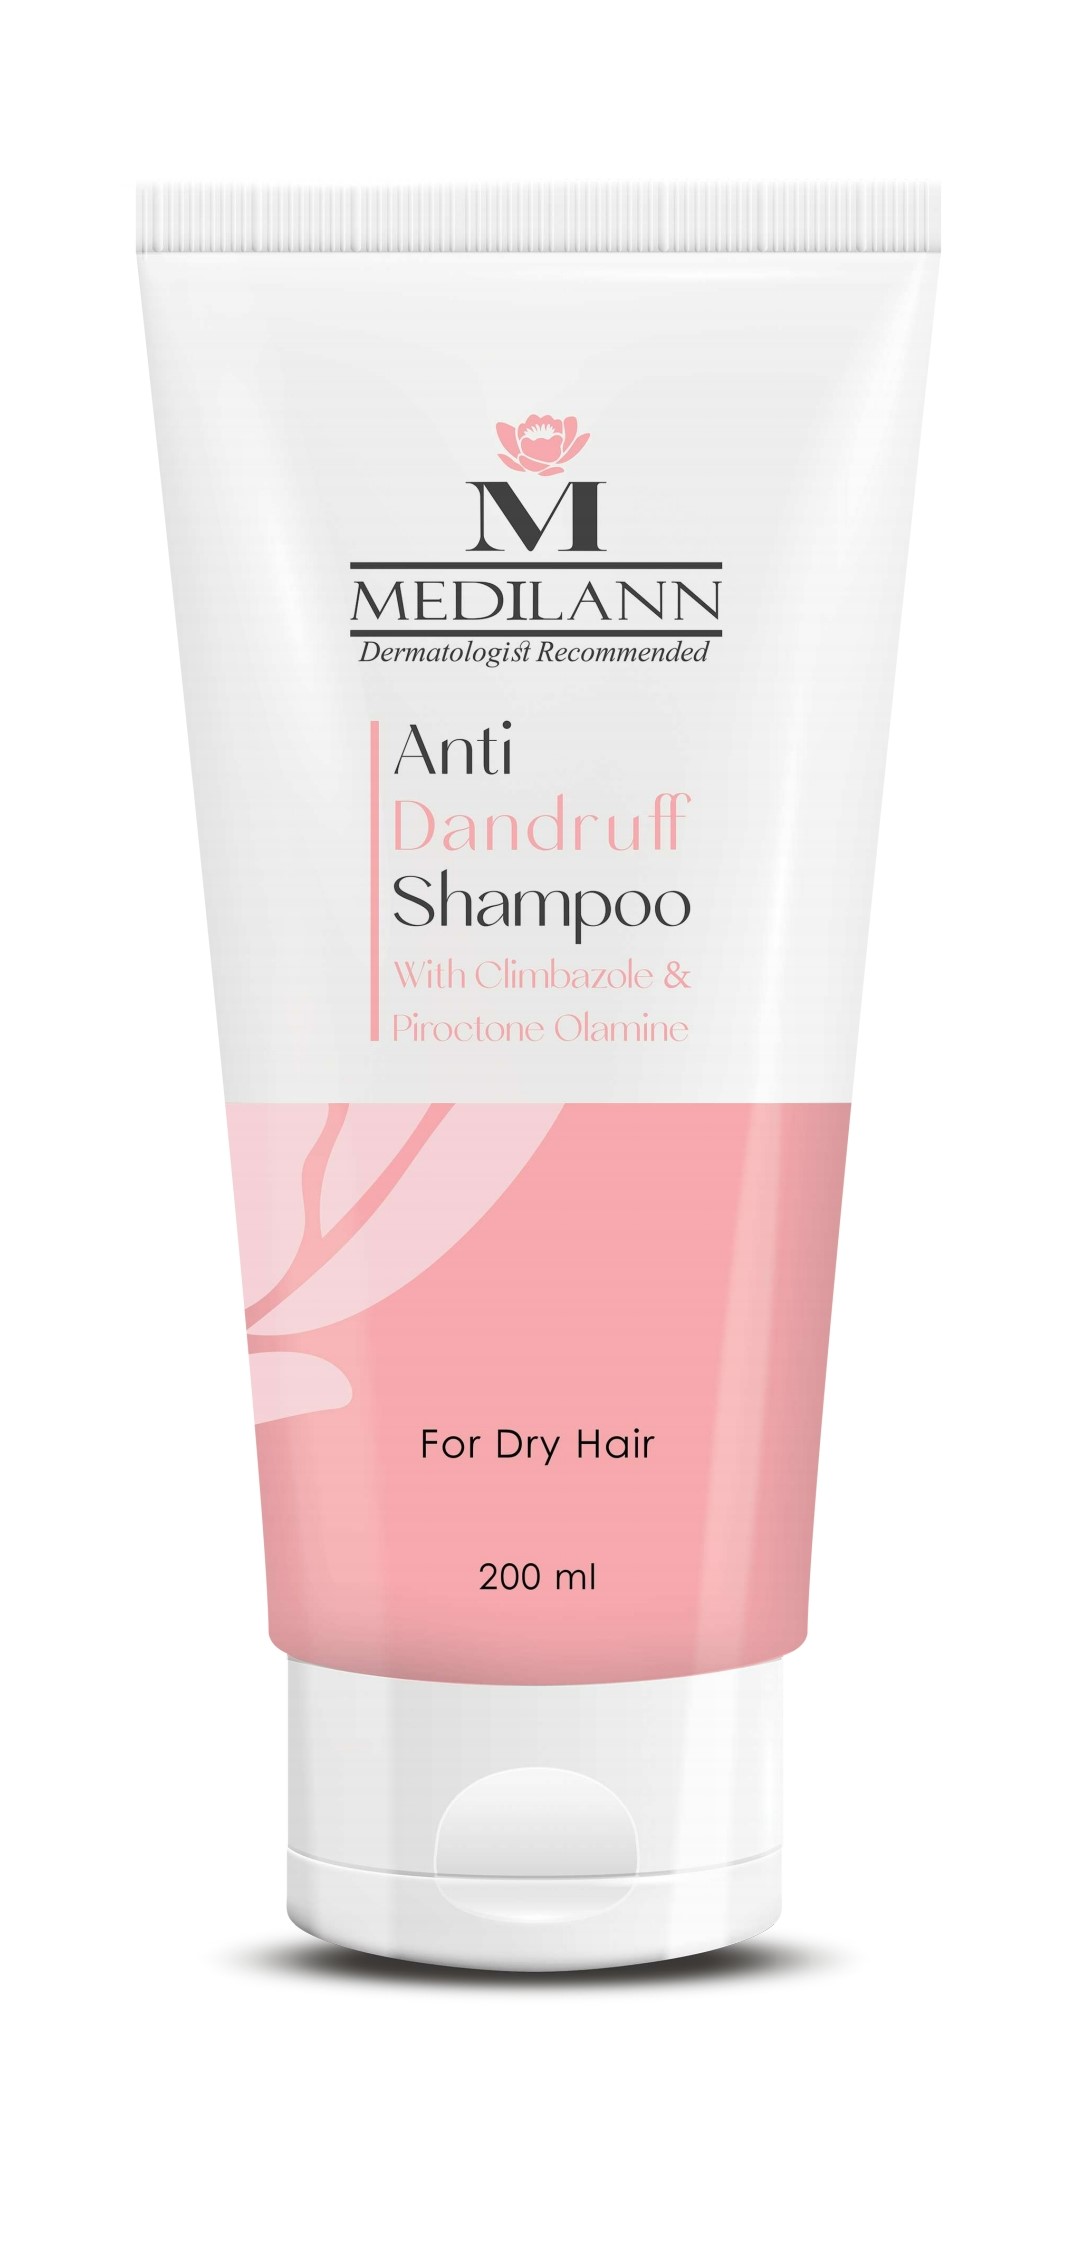 M
MEDILANN
Dermatologist Recommended
Anti
Dandruff
Shampoo
With Climbazole &
Piroctone Olamine
For Dry Hair
200 ml